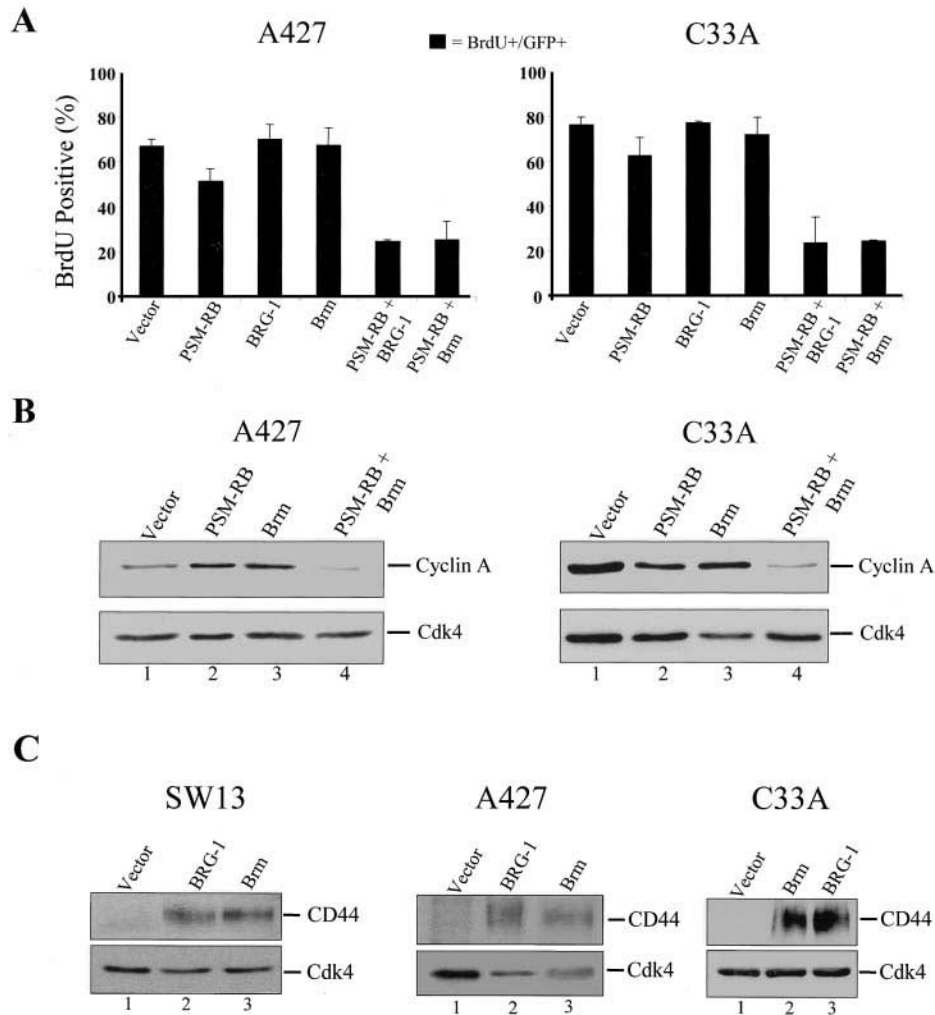 A
A427
■ = BrdU+/GFP+
C33A
BrdU Positive (%)
100
80
60
40
20
0
Vector
PSM-RB
BRG-1
Brm
PSM-RB +
BRG-1
PSM-RB +
Brm
100
80
60
40
20
0
Vector
PSM-RB
BRG-1
Brm
PSM-RB +
BRG-1
PSM-RB +
Brm
B
A427
Vector
PSM-RB
Brm
PSM-RB +
Brm
Cyclin A
Cdk4
1 2 3 4
C33A
Vector
PSM-RB
Brm
PSM-RB +
Brm
Cyclin A
Cdk4
1 2 3 4
C
SW13
Vector
BRG-1
Brm
CD44
Cdk4
1 2 3
A427
Vector
BRG-1
Brm
CD44
Cdk4
1 2 3
C33A
Vector
Brm
BRG-1
CD44
Cdk4
1 2 3